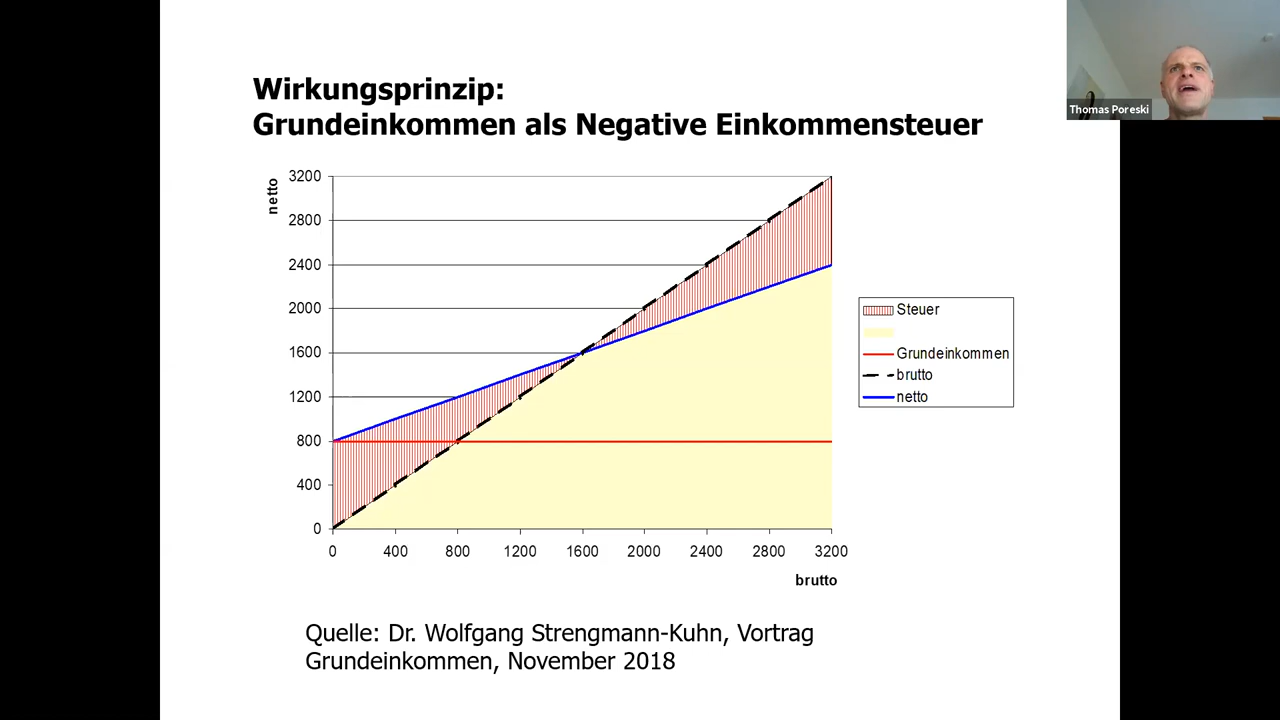 Thomas Poreski
Wirkungsprinzip:
Grundeinkommen als Negative Einkommensteuer
netto
3200
2800
2400
2000
1600
1200
800
400
0
0 400 800 1200 1600 2000 2400 2800 3200
brutto
Steuer
Grundeinkommen
brutto
netto
Quelle: Dr. Wolfgang Strengmann-Kuhn, Vortrag
Grundeinkommen, November 2018